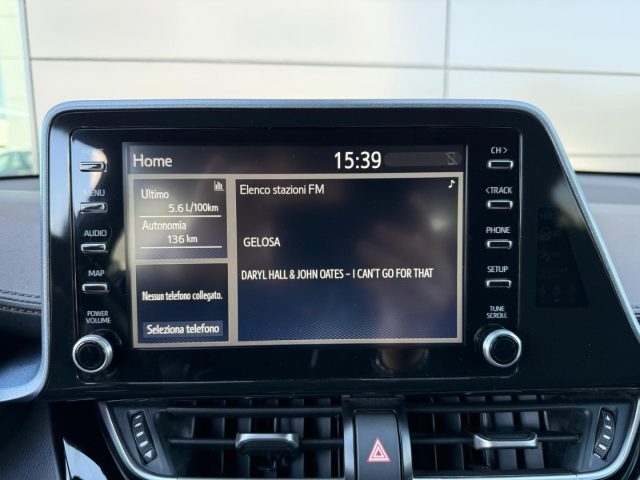 Home
15:39
Ultimo
5.6 L/100km
Autonomia
136 km
Nessun telefono collegato.
Seleziona telefono
Elenco stazioni FM
GELOSA
DARYL HALL & JOHN OATES - I CAN'T GO FOR THAT
MENU
AUDIO
MAP
POWER
VOLUME
CH >
< TRACK
PHONE
SETUP
TUNE
SCROLL